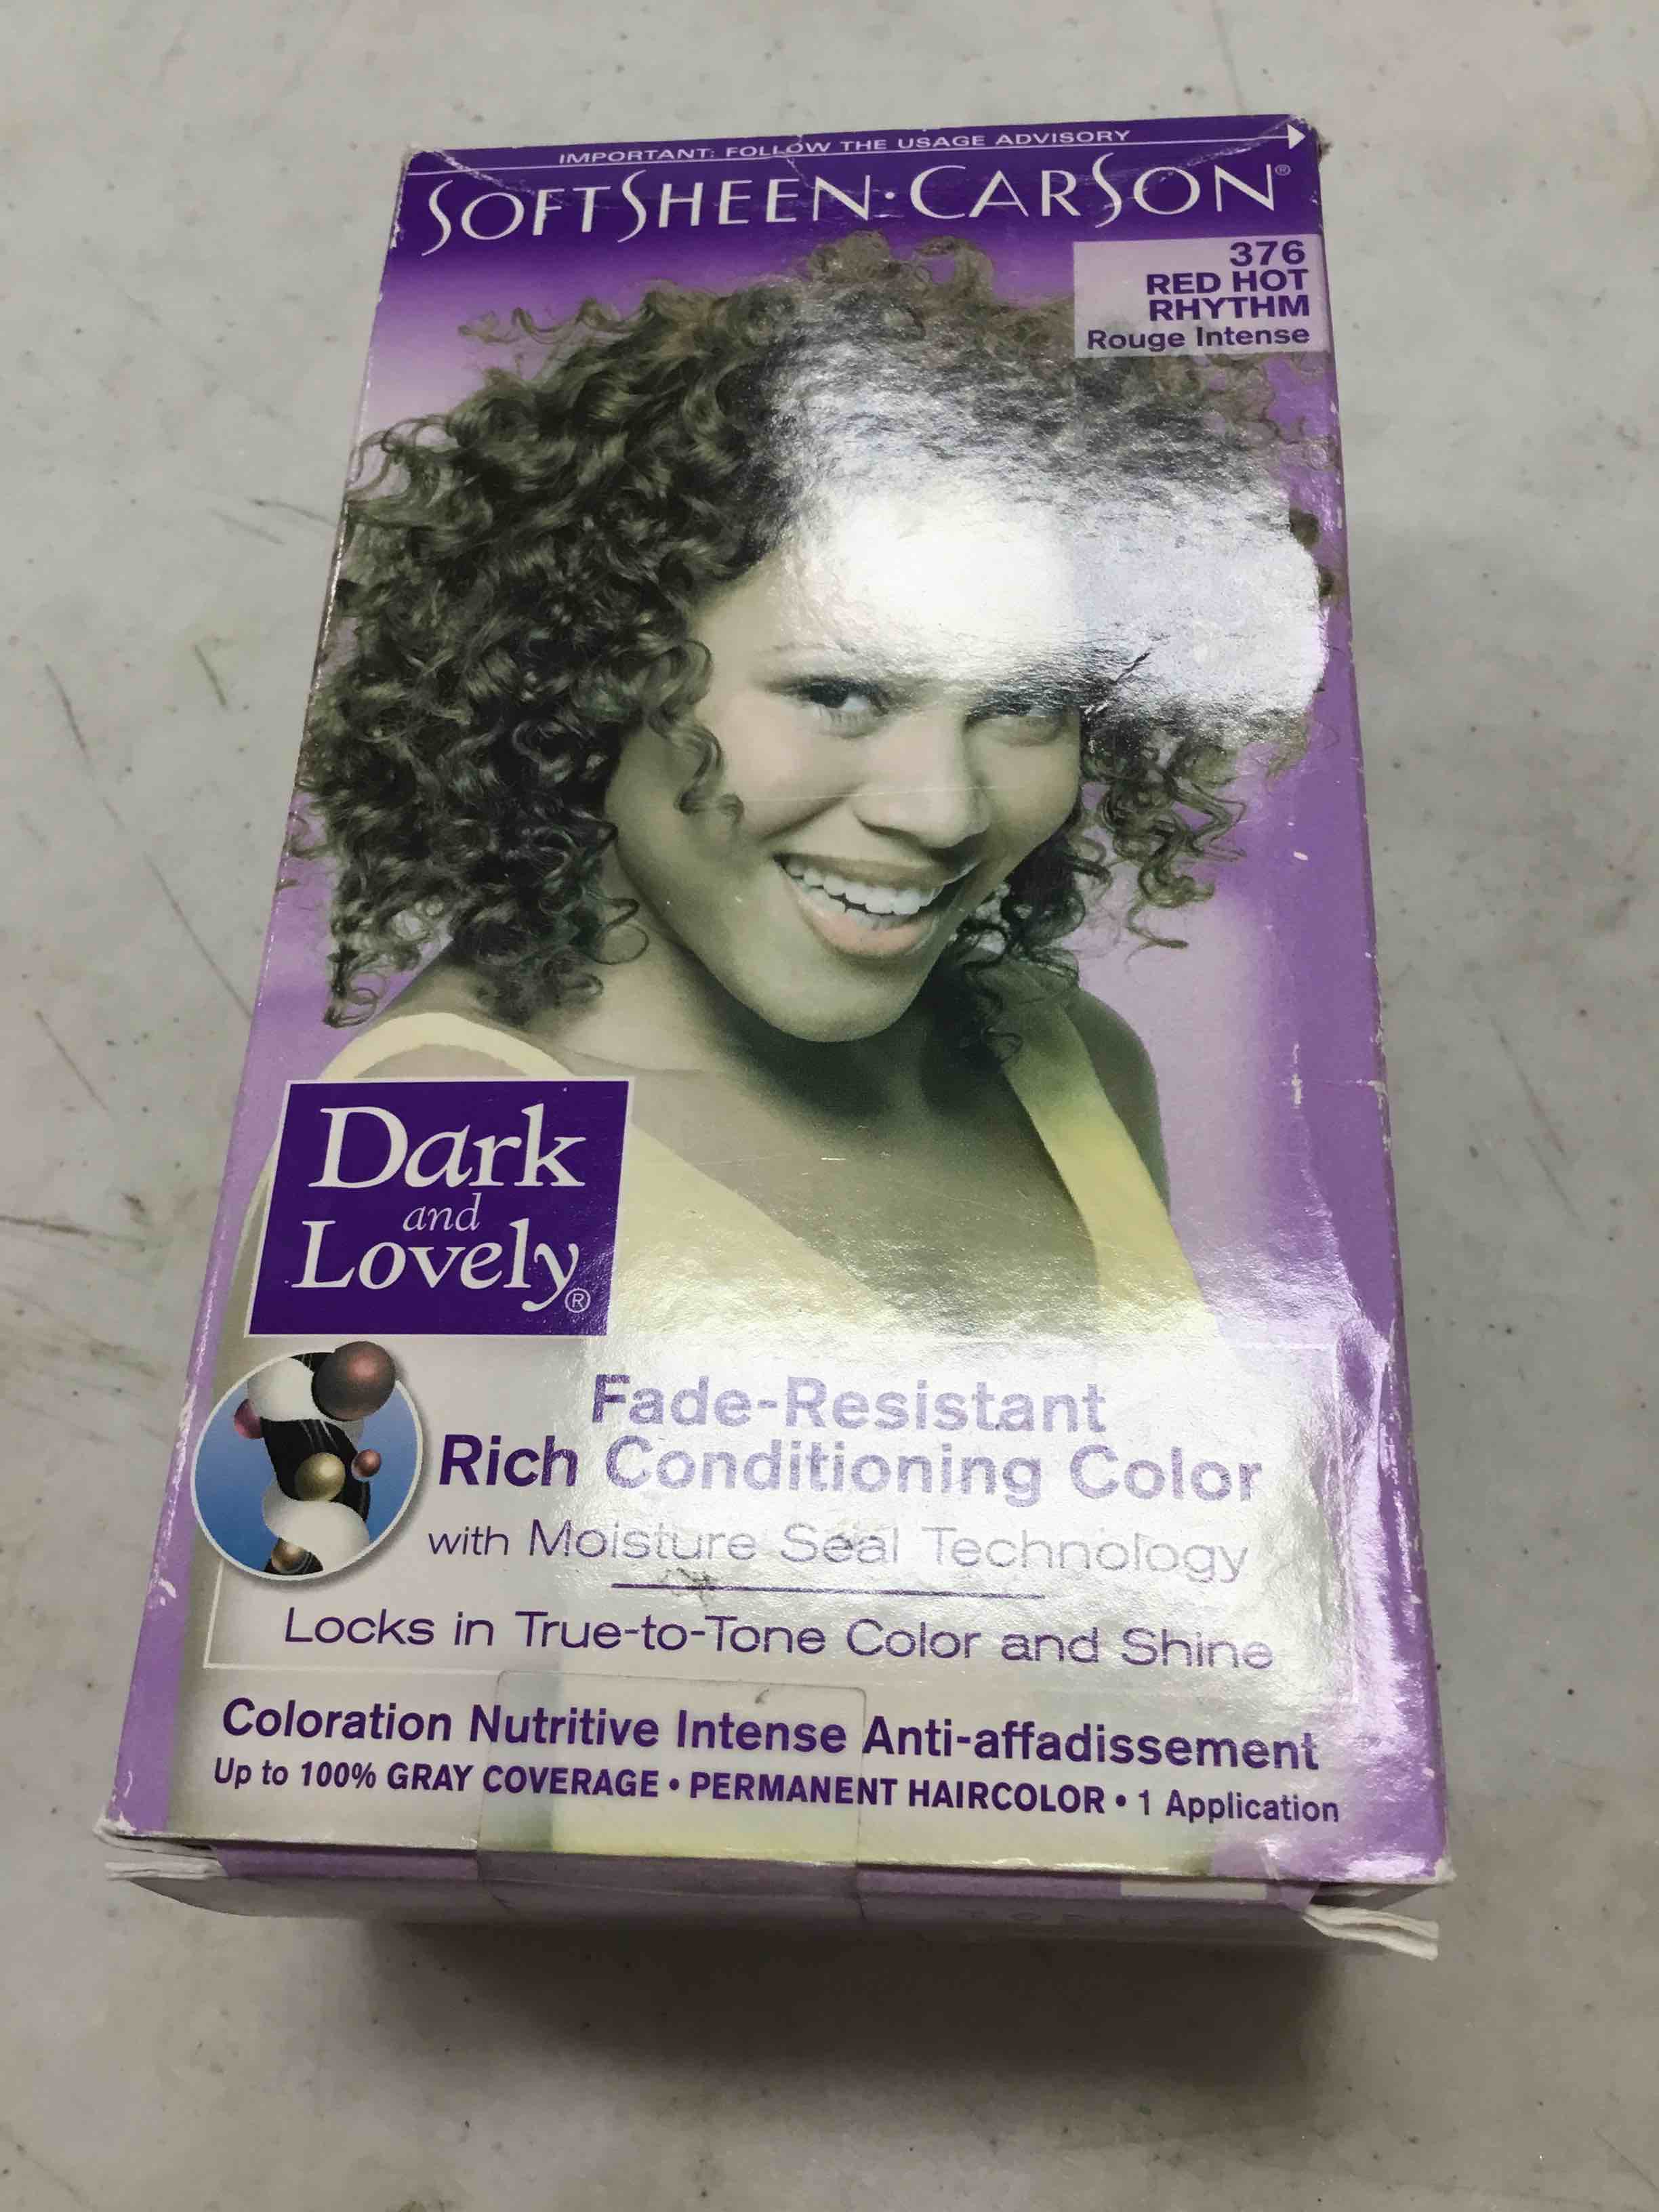 IMPORTANT: FOLLOW THE USAGE ADVISORY
SOFTSHEEN·CARSON®
376
RED HOT
RHYTHM
Rouge Intense
Dark
and
Lovely®
Fade-Resistant
Rich Conditioning Color
with Moisture Seal Technology
Locks in True-to-Tone Color and Shine
Coloration Nutritive Intense Anti-affadissement
Up to 100% GRAY COVERAGE • PERMANENT HAIRCOLOR • 1 Application